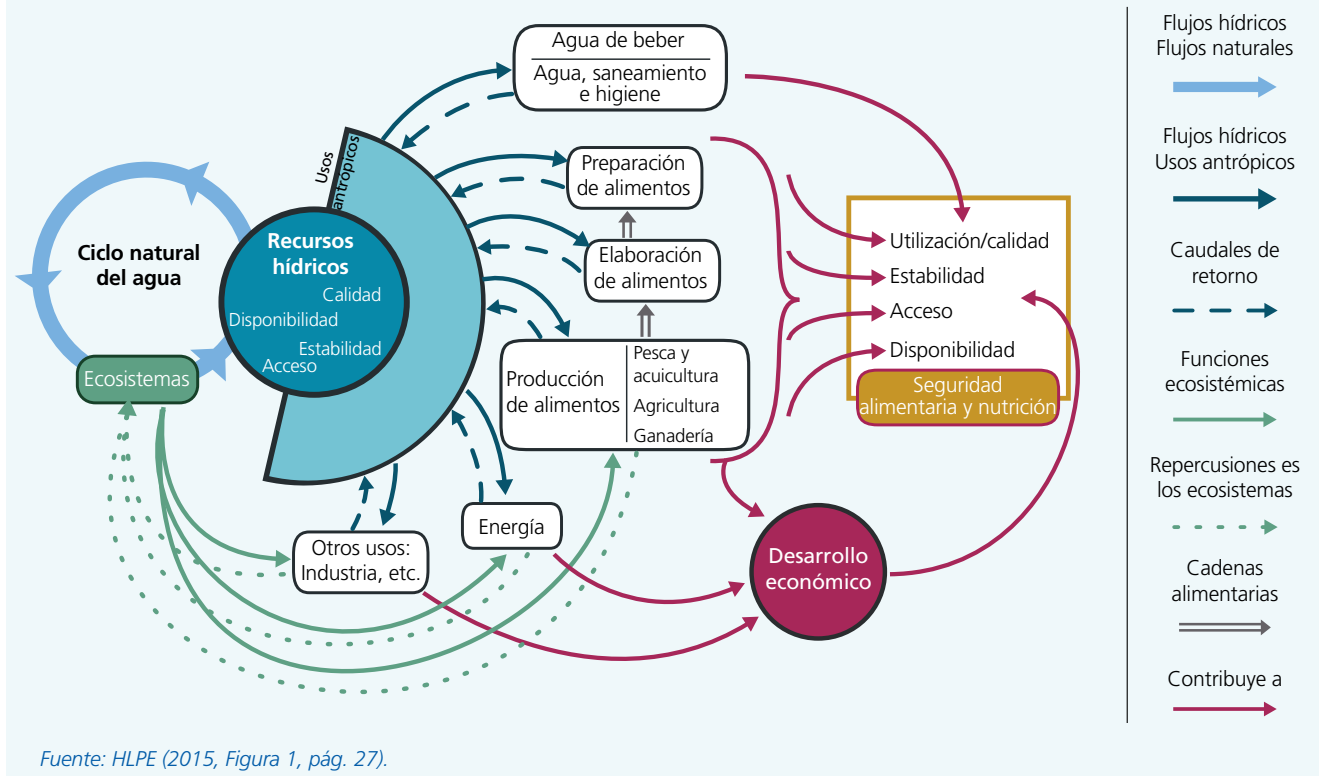 Agua de beber
Agua, saneamiento
e higiene
Usos
antrópicos
Preparación
de alimentos
Ciclo natural
del agua
Recursos
hídricos
Calidad
Disponibilidad
Estabilidad
Acceso
Elaboración
de alimentos
Utilización/calidad
Estabilidad
Acceso
Disponibilidad
Seguridad
alimentaria y nutrición
Ecosistemas
Producción
de alimentos
Pesca y
acuicultura
Agricultura
Ganadería
Energía
Otros usos:
Industria, etc.
Desarrollo
económico
Flujos hídricos
Flujos naturales
Flujos hídricos
Usos antrópicos
Caudales de
retorno
Funciones
ecosistémicas
Repercusiones es
los ecosistemas
Cadenas
alimentarias
Contribuye a
Fuente: HLPE (2015, Figura 1, pág. 27).